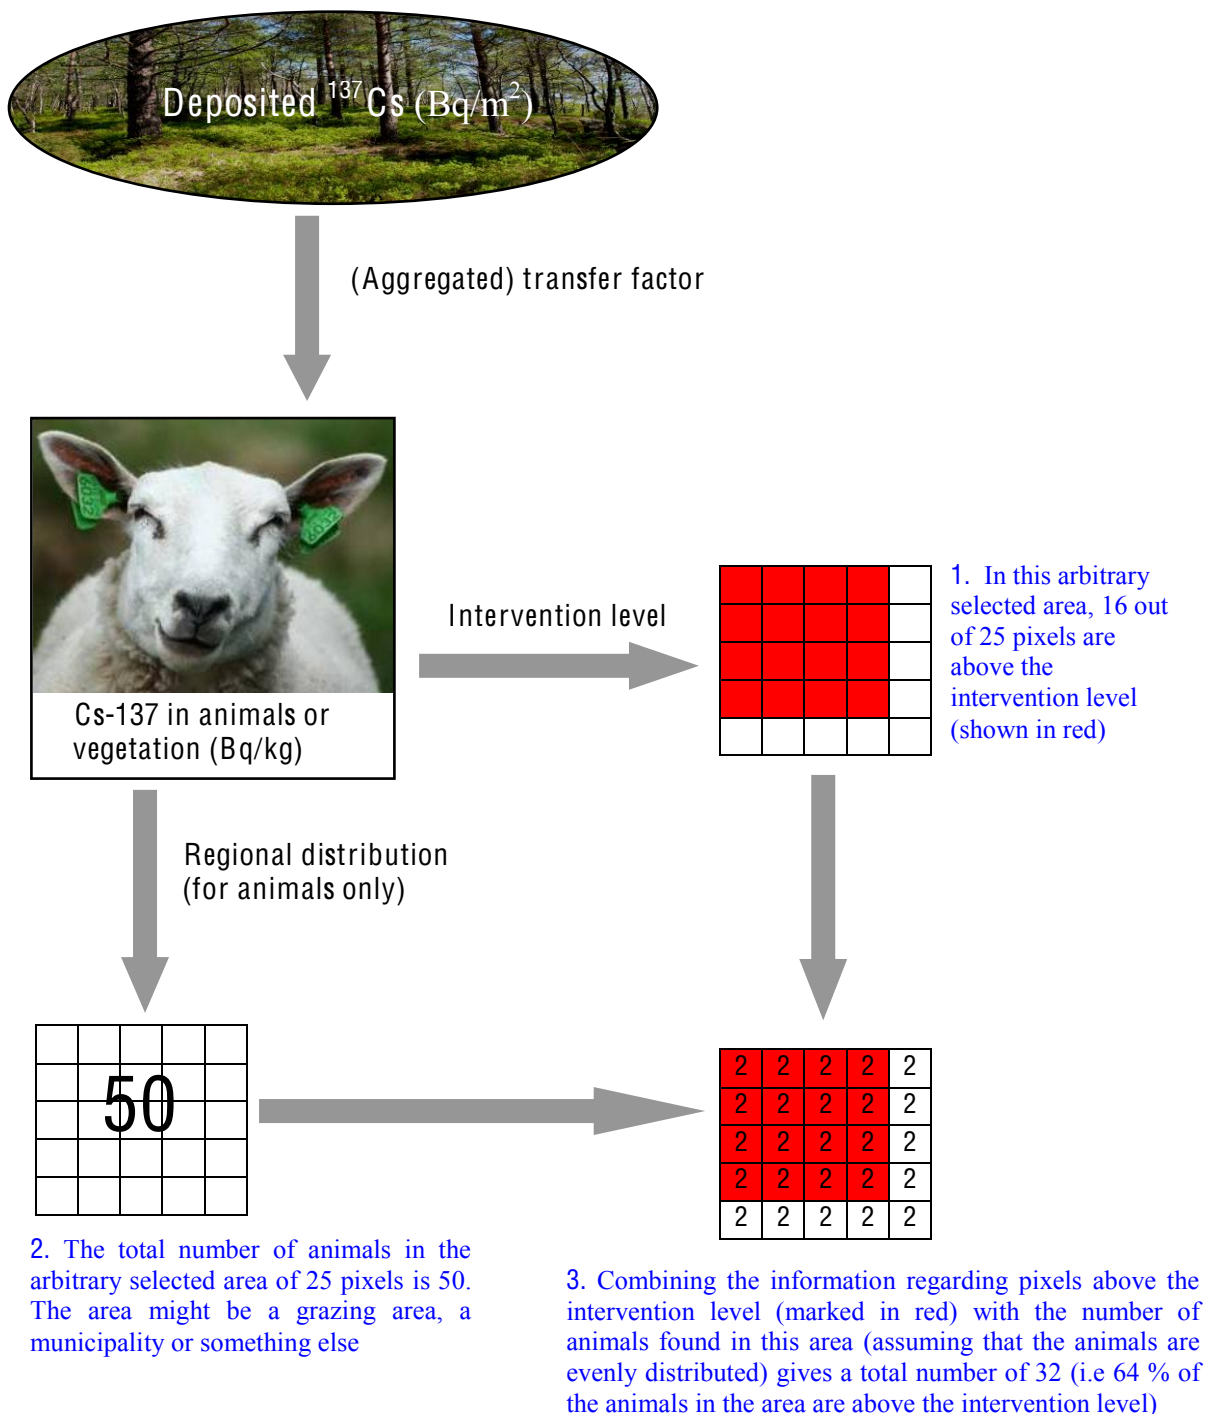 Deposited ¹³⁷Cs (Bq/m²)
(Aggregated) transfer factor
6032
6032
Cs-137 in animals or
vegetation (Bq/kg)
Intervention level
1. In this arbitrary
selected area, 16 out
of 25 pixels are
above the
intervention level
(shown in red)
Regional distribution
(for animals only)
50
2 2 2 2 2
2 2 2 2 2
2 2 2 2 2
2 2 2 2 2
2 2 2 2 2
2. The total number of animals in the
arbitrary selected area of 25 pixels is 50.
The area might be a grazing area, a
municipality or something else
3. Combining the information regarding pixels above the
intervention level (marked in red) with the number of
animals found in this area (assuming that the animals are
evenly distributed) gives a total number of 32 (i.e 64 % of
the animals in the area are above the intervention level)